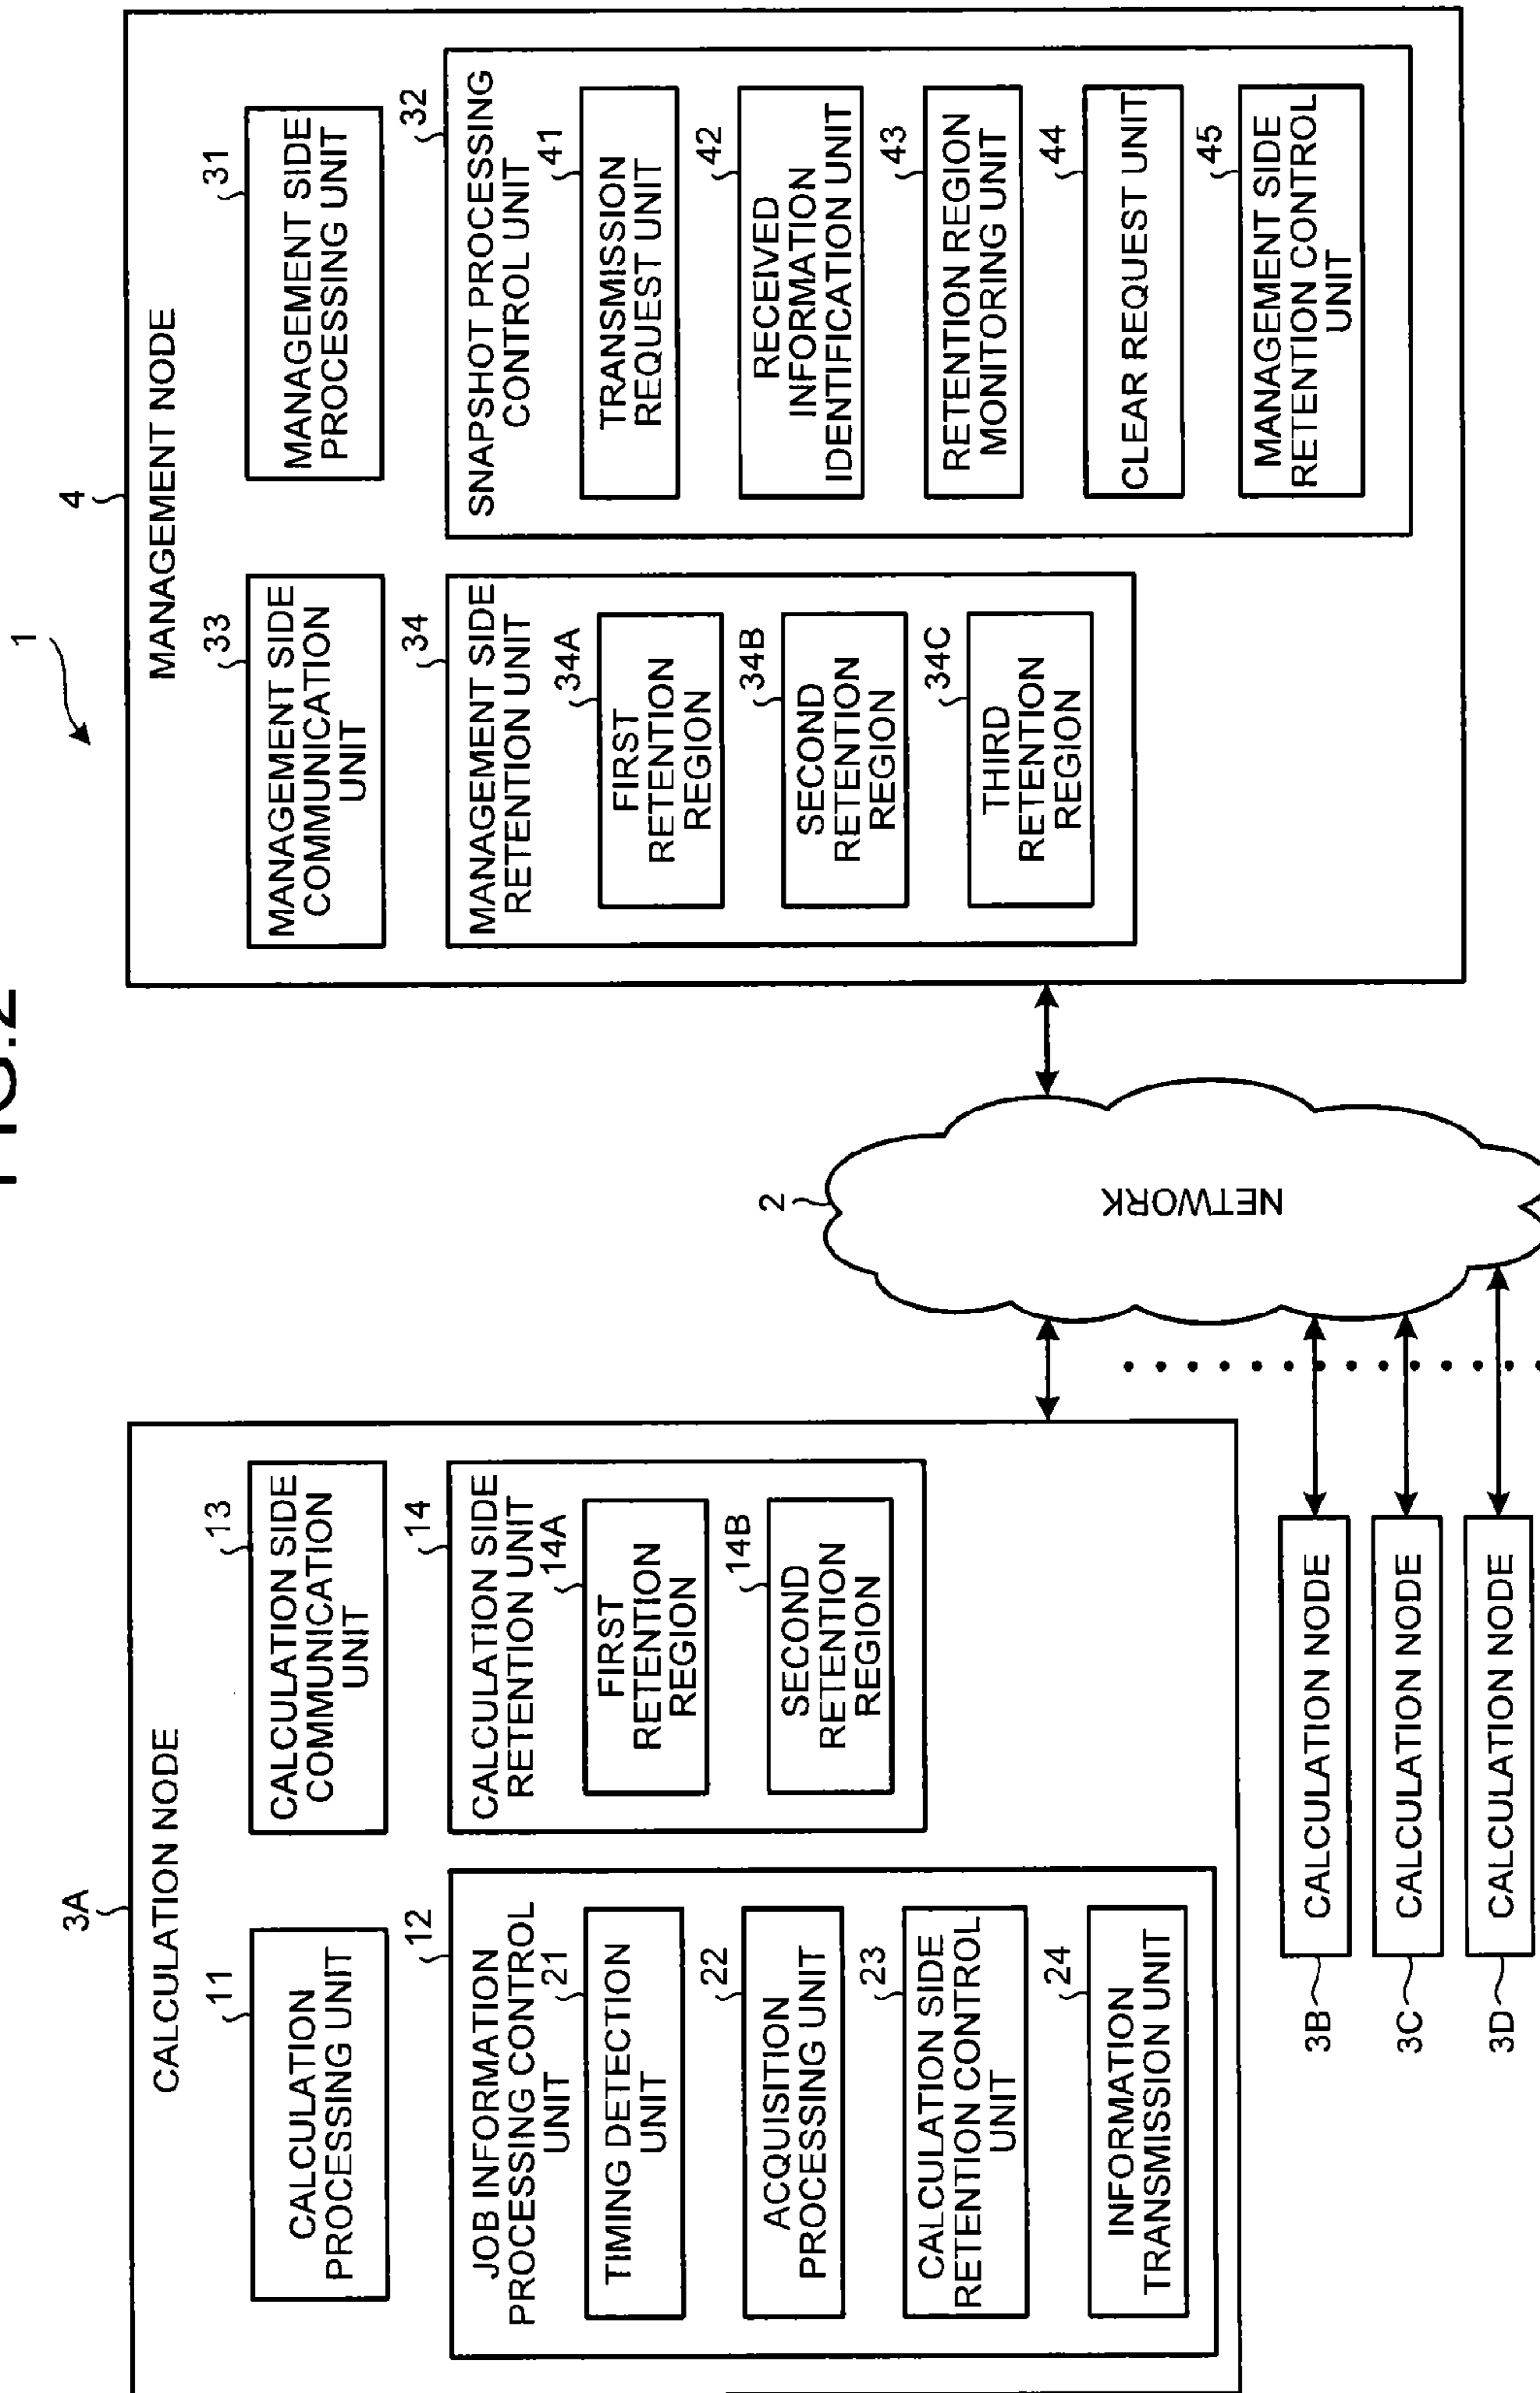 FIG.2
1
3A
CALCULATION NODE
11
CALCULATION
PROCESSING UNIT
13
CALCULATION SIDE
COMMUNICATION
UNIT
12
JOB INFORMATION
PROCESSING CONTROL
UNIT
21
TIMING DETECTION
UNIT
22
ACQUISITION
PROCESSING UNIT
23
CALCULATION SIDE
RETENTION CONTROL
UNIT
24
INFORMATION
TRANSMISSION UNIT
14
CALCULATION SIDE
RETENTION UNIT
14A
FIRST
RETENTION
REGION
14B
SECOND
RETENTION
REGION
3B
CALCULATION NODE
3C
CALCULATION NODE
3D
CALCULATION NODE
2
NETWORK
4
MANAGEMENT NODE
33
MANAGEMENT SIDE
COMMUNICATION
UNIT
31
MANAGEMENT SIDE
PROCESSING UNIT
34
MANAGEMENT SIDE
RETENTION UNIT
34A
FIRST
RETENTION
REGION
34B
SECOND
RETENTION
REGION
34C
THIRD
RETENTION
REGION
32
SNAPSHOT PROCESSING
CONTROL UNIT
41
TRANSMISSION
REQUEST UNIT
42
RECEIVED
INFORMATION
IDENTIFICATION UNIT
43
RETENTION REGION
MONITORING UNIT
44
CLEAR REQUEST UNIT
45
MANAGEMENT SIDE
RETENTION CONTROL
UNIT